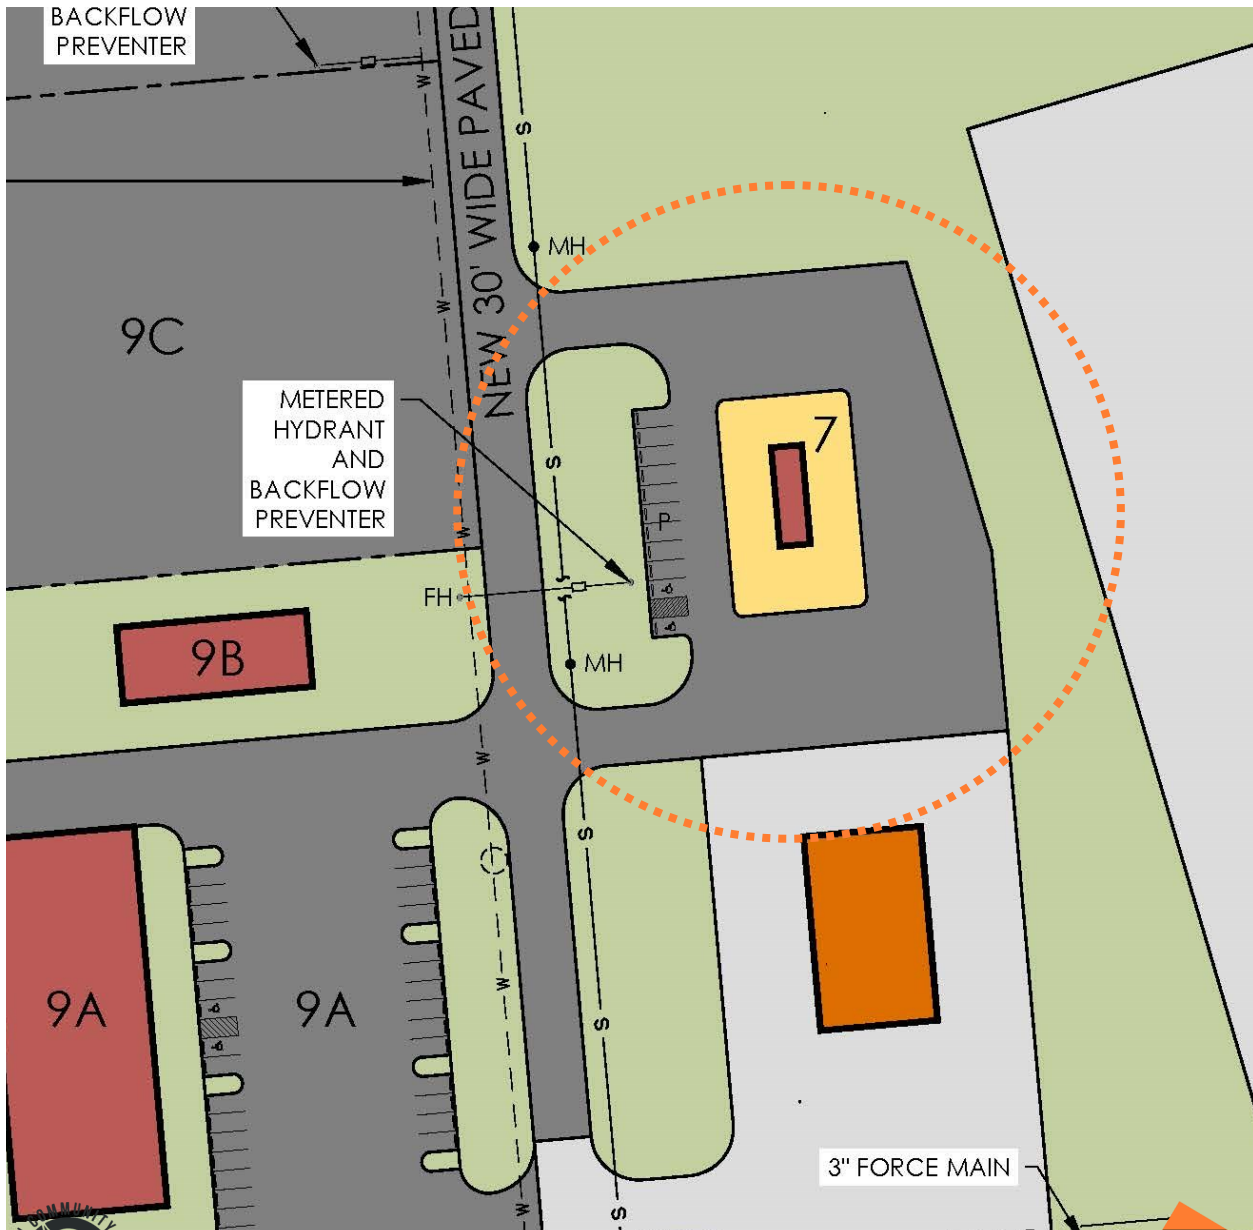 BACKFLOW
PREVENTER
W
S
NEW 30' WIDE PAVED
MH
W
9C
METERED
HYDRANT
AND
BACKFLOW
PREVENTER
7
S
P
W
FH
9B
MH
W
S
9A
9A
W
S
3" FORCE MAIN
W
S
COMMUNITY